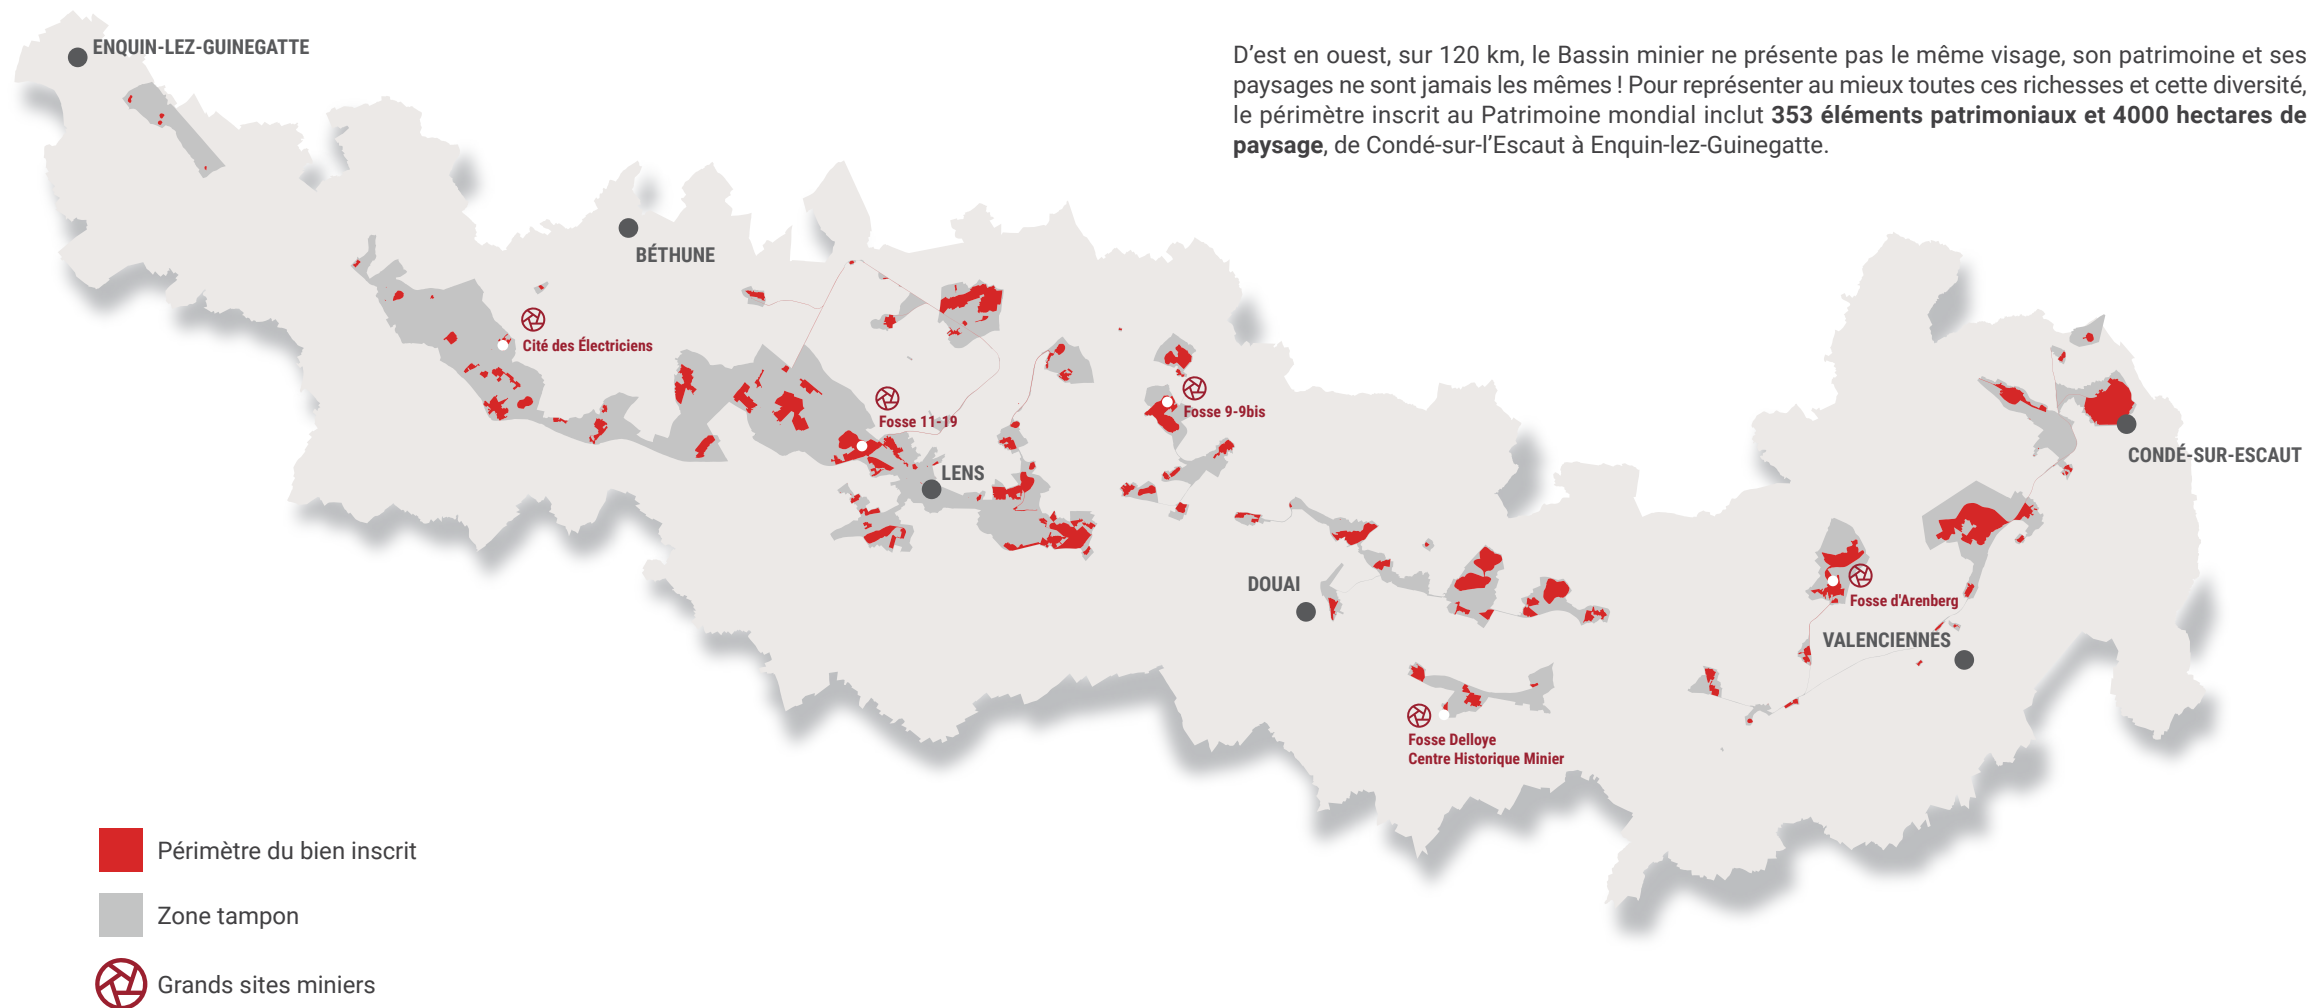 ENQUIN-LEZ-GUINEGATTE
D’est en ouest, sur 120 km, le Bassin minier ne présente pas le même visage, son patrimoine et ses
paysages ne sont jamais les mêmes ! Pour représenter au mieux toutes ces richesses et cette diversité,
le périmètre inscrit au Patrimoine mondial inclut 353 éléments patrimoniaux et 4000 hectares de
paysage, de Condé-sur-l’Escaut à Enquin-lez-Guinegatte.
BÉTHUNE
Cité des Électriciens
Fosse 11-19
Fosse 9-9bis
LENS
CONDÉ-SUR-ESCAUT
DOUAI
Fosse d'Arenberg
VALENCIENNES
Fosse Delloye
Centre Historique Minier
Périmètre du bien inscrit
Zone tampon
Grands sites miniers